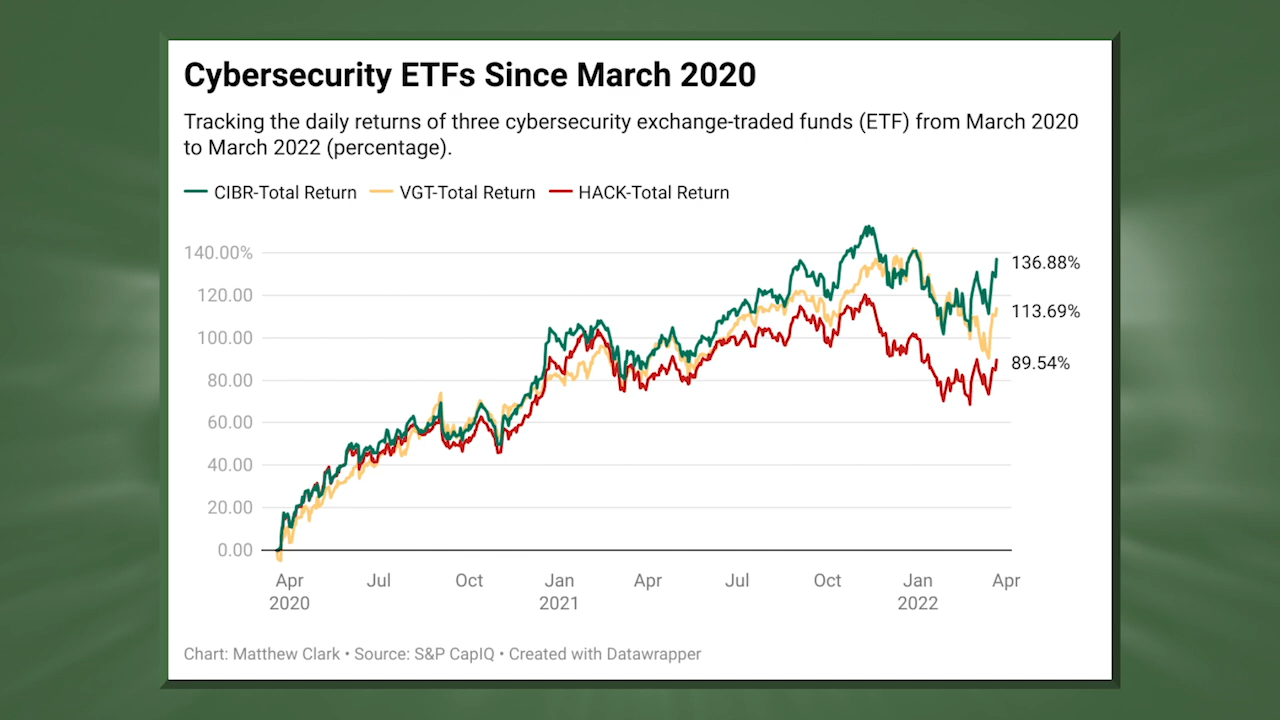 Cybersecurity ETFs Since March 2020
Tracking the daily returns of three cybersecurity exchange-traded funds (ETF) from March 2020
to March 2022 (percentage).
CIBR-Total Return VGT-Total Return HACK-Total Return
140.00%
136.88%
120.00
113.69%
100.00
89.54%
80.00
60.00
40.00
20.00
0.00
Apr Jul Oct Jan Apr Jul Oct Jan Apr
2020 2021 2022
Chart: Matthew Clark • Source: S&P CapIQ • Created with Datawrapper